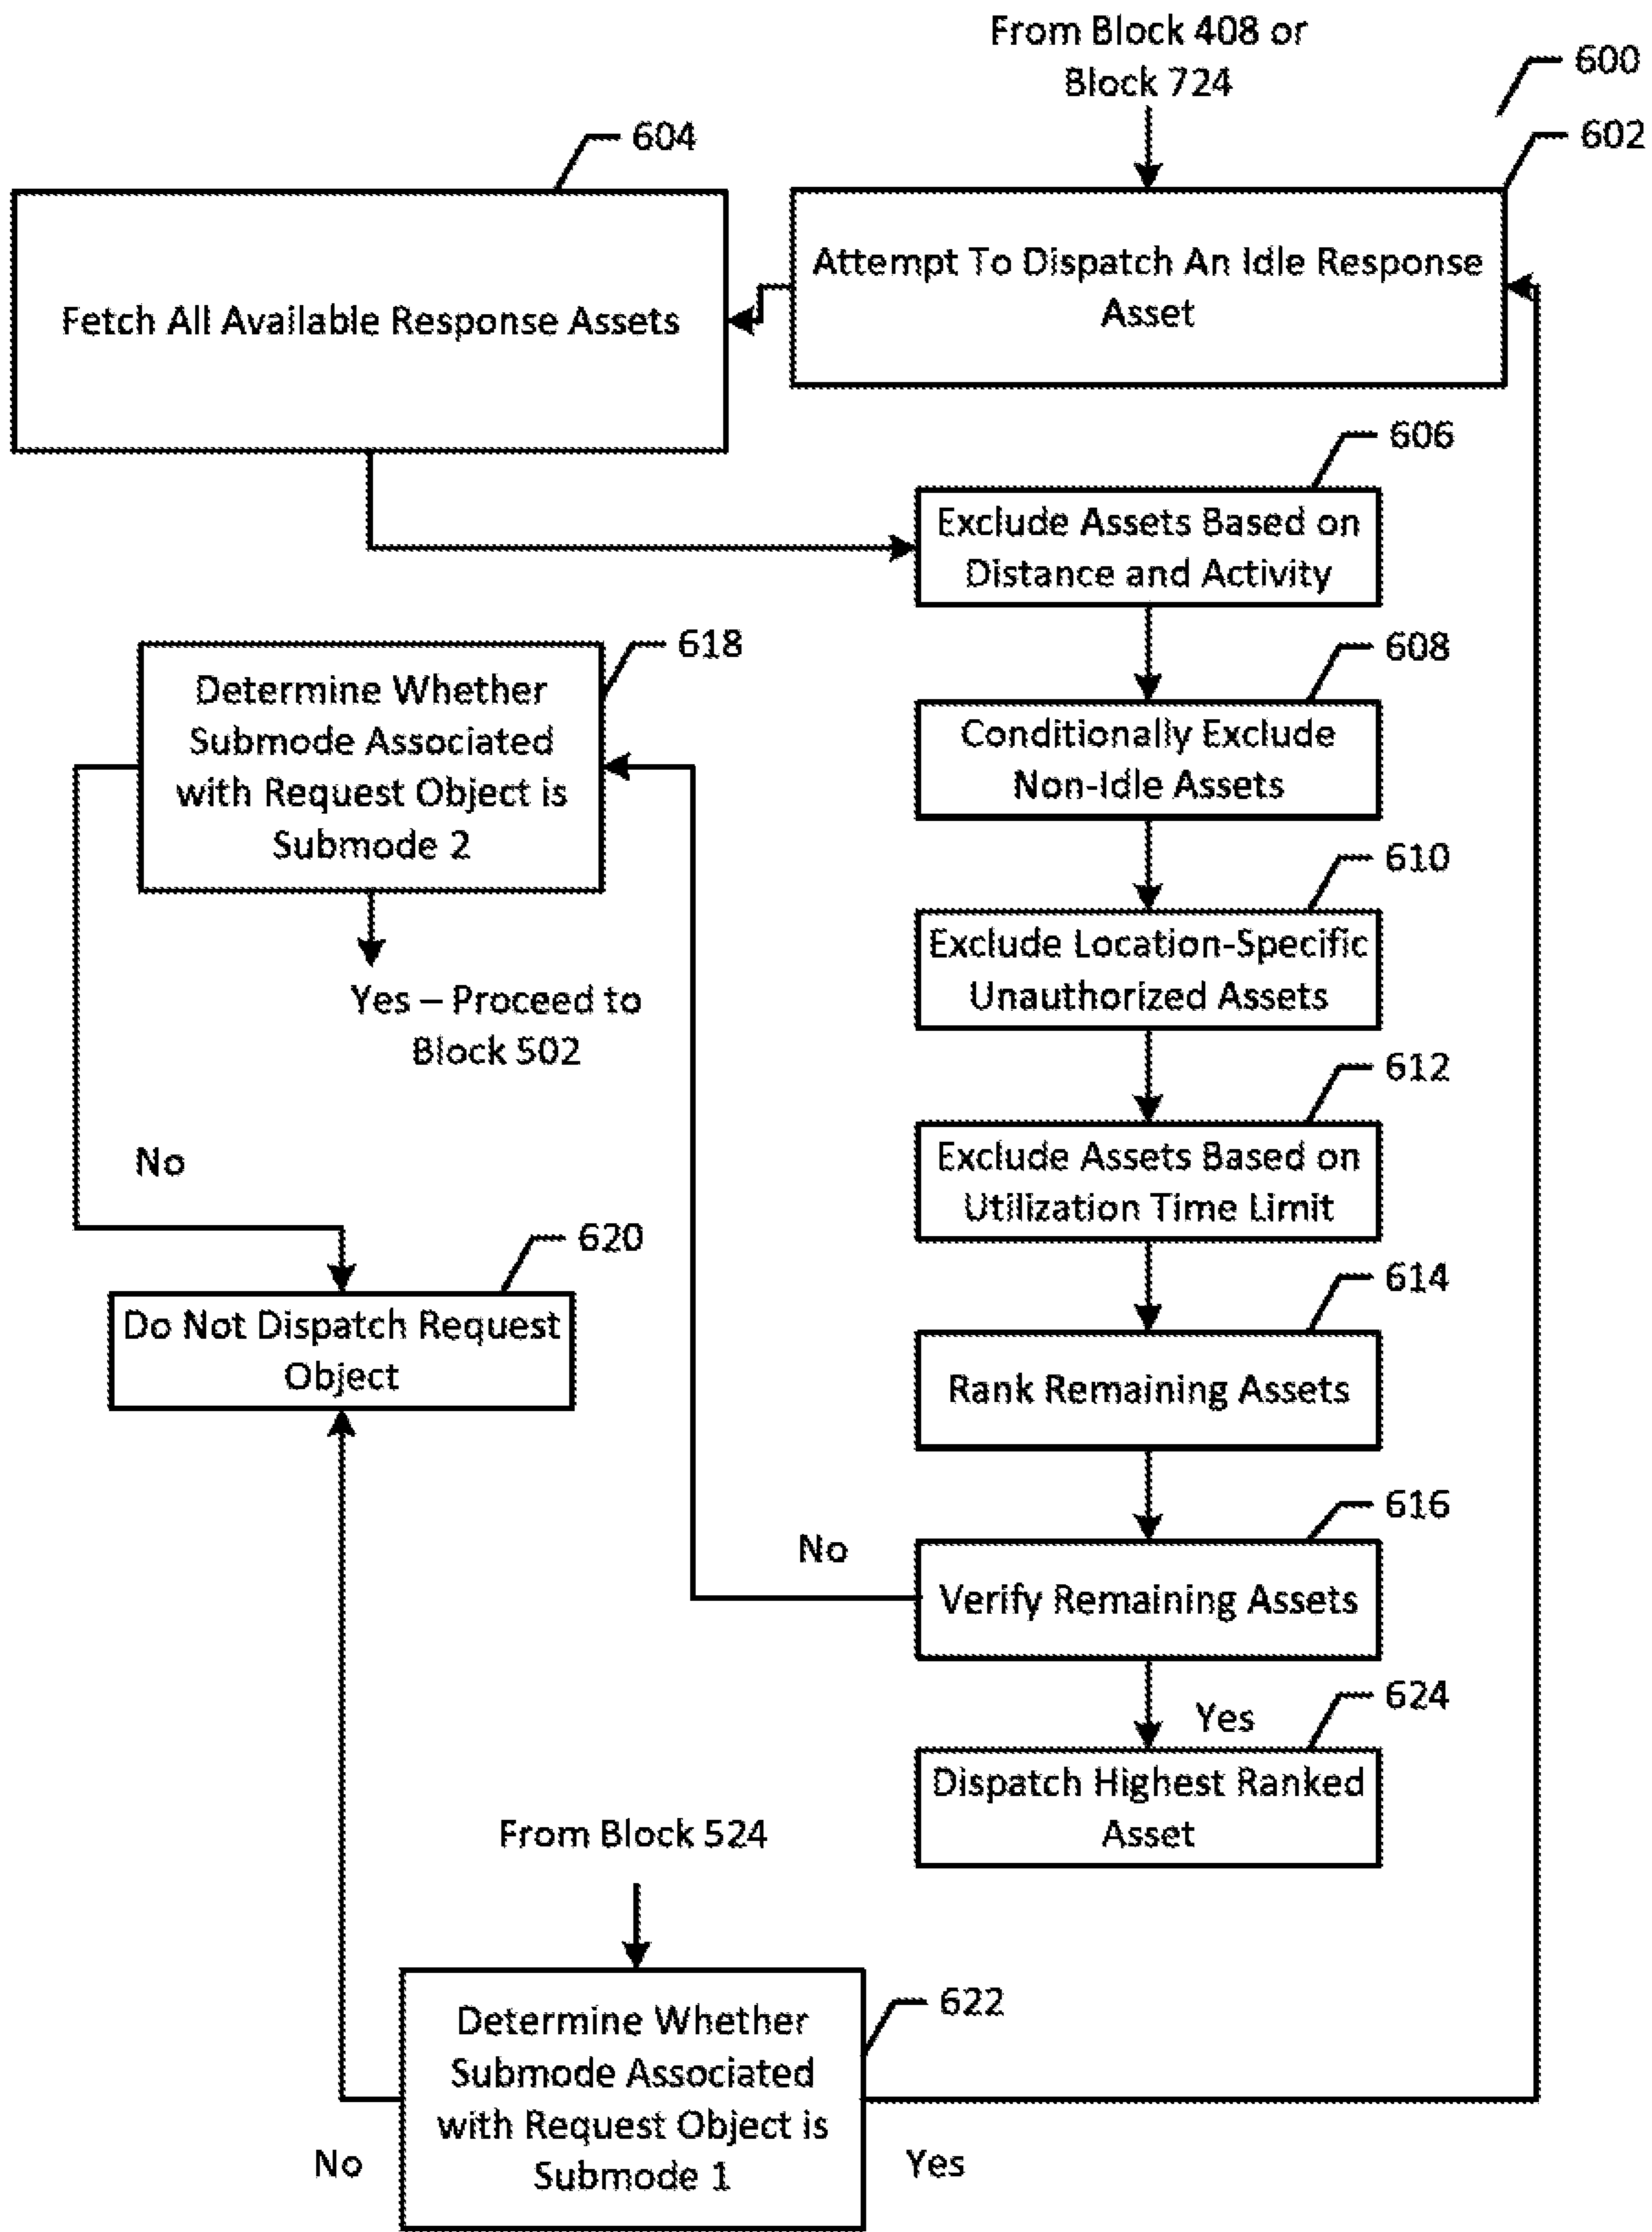 From Block 408 or
Block 724
600
602
604
Attempt To Dispatch An Idle Response
Asset
Fetch All Available Response Assets
606
Exclude Assets Based on
Distance and Activity
608
Conditionally Exclude
Non-Idle Assets
618
Determine Whether
Submode Associated
with Request Object is
Submode 2
610
Exclude Location-Specific
Unauthorized Assets
Yes – Proceed to
Block 502
612
Exclude Assets Based on
Utilization Time Limit
No
620
Do Not Dispatch Request
Object
614
Rank Remaining Assets
616
No
Verify Remaining Assets
624
Yes
Dispatch Highest Ranked
Asset
From Block 524
622
Determine Whether
Submode Associated
with Request Object is
Submode 1
No
Yes